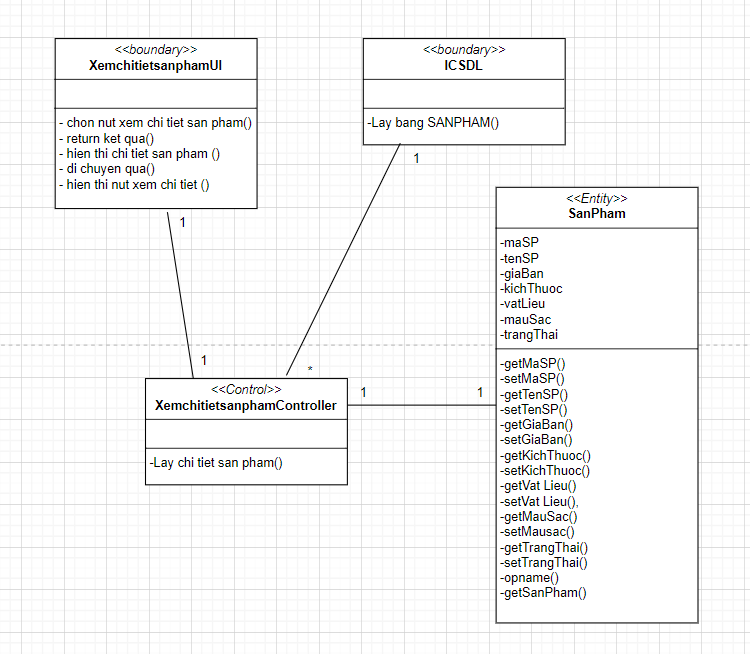 <<boundary>>
XemchitietsanphamUI
- chon nut xem chi tiet san pham()
- return ket qua()
- hien thi chi tiet san pham ()
- di chuyen qua()
- hien thi nut xem chi tiet ()
1
<<boundary>>
ICSDL
-Lay bang SANPHAM()
1
1
*
<<Control>>
XemchitietsanphamController
-Lay chi tiet san pham()
1
1
<<Entity>>
SanPham
-maSP
-tenSP
-giaBan
-kichThuoc
-vatLieu
-mauSac
-trangThai
-getMaSP()
-setMaSP()
-getTenSP()
-setTenSP()
-getGiaBan()
-setGiaBan()
-getKichThuoc()
-setKichThuoc()
-getVat Lieu()
-setVat Lieu(),
-getMauSac()
-setMausac()
-getTrangThai()
-setTrangThai()
-opname()
-getSanPham()